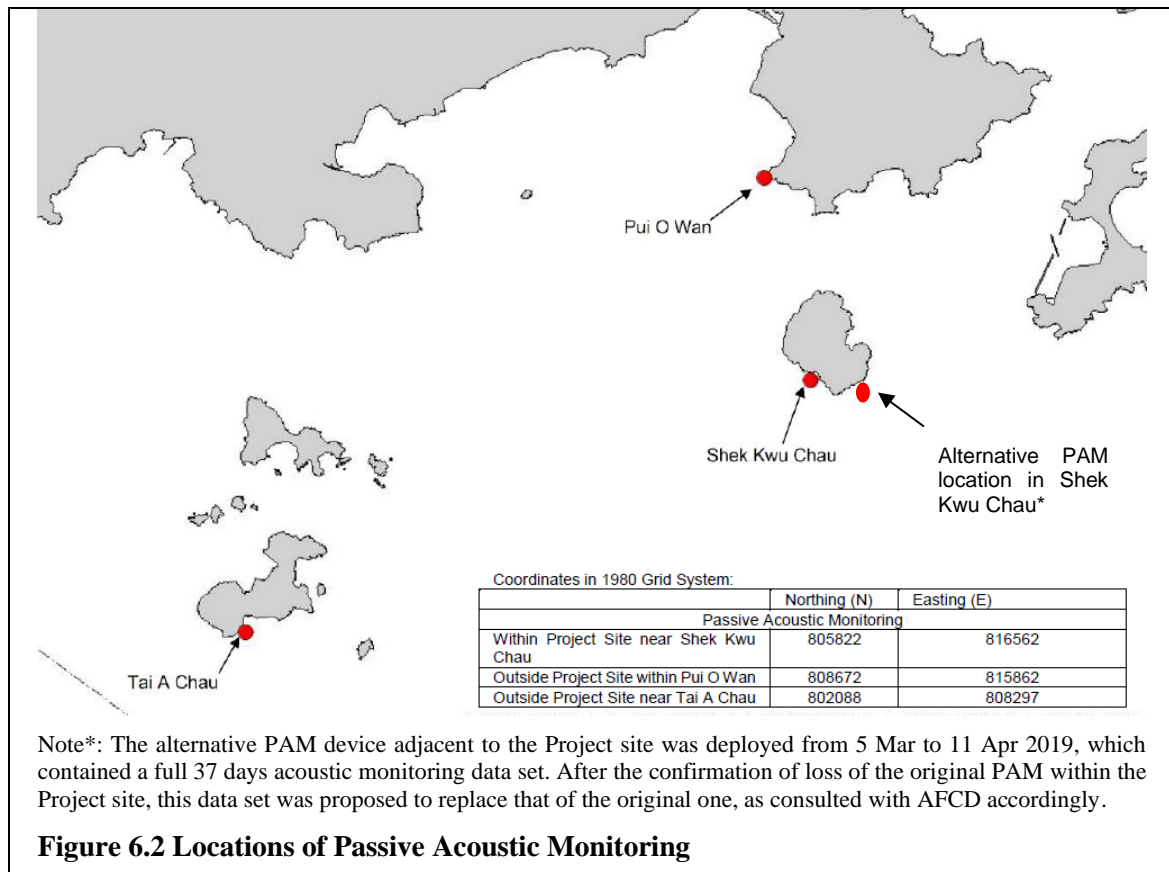 Pui O Wan
Shek Kwu Chau
Alternative PAM
location in Shek
Kwu Chau*
Tai A Chau
Coordinates in 1980 Grid System:
Northing (N) Easting (E)
Passive Acoustic Monitoring
Within Project Site near Shek Kwu Chau 805822 816562
Outside Project Site within Pui O Wan 808672 815862
Outside Project Site near Tai A Chau 802088 808297
Note*: The alternative PAM device adjacent to the Project site was deployed from 5 Mar to 11 Apr 2019, which
contained a full 37 days acoustic monitoring data set. After the confirmation of loss of the original PAM within the
Project site, this data set was proposed to replace that of the original one, as consulted with AFCD accordingly.
Figure 6.2 Locations of Passive Acoustic Monitoring